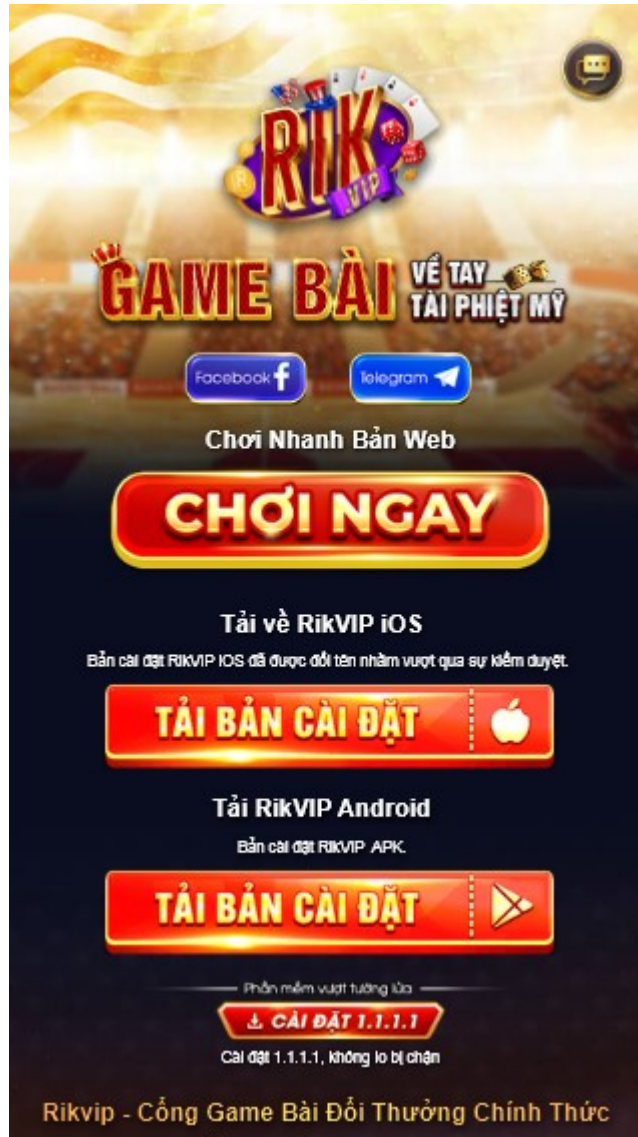 RIK
.VIP
GAME BÀI VỀ TAY
TÀI PHIỆT MỸ
Facebook f
Telegram
Chơi Nhanh Bản Web
CHƠI NGAY
Tải về RikVIP iOS
Bản cài đặt RikVIP iOS đã được đổi tên nhằm vượt qua sự kiểm duyệt.
TẢI BẢN CÀI ĐẶT
Tải RikVIP Android
Bản cài đặt RikVIP APK.
TẢI BẢN CÀI ĐẶT
Phần mềm vượt tường lửa
CÀI ĐẶT 1.1.1.1
Cài đặt 1.1.1.1, không lo bị chặn
Rikvip - Cổng Game Bài Đổi Thưởng Chính Thức